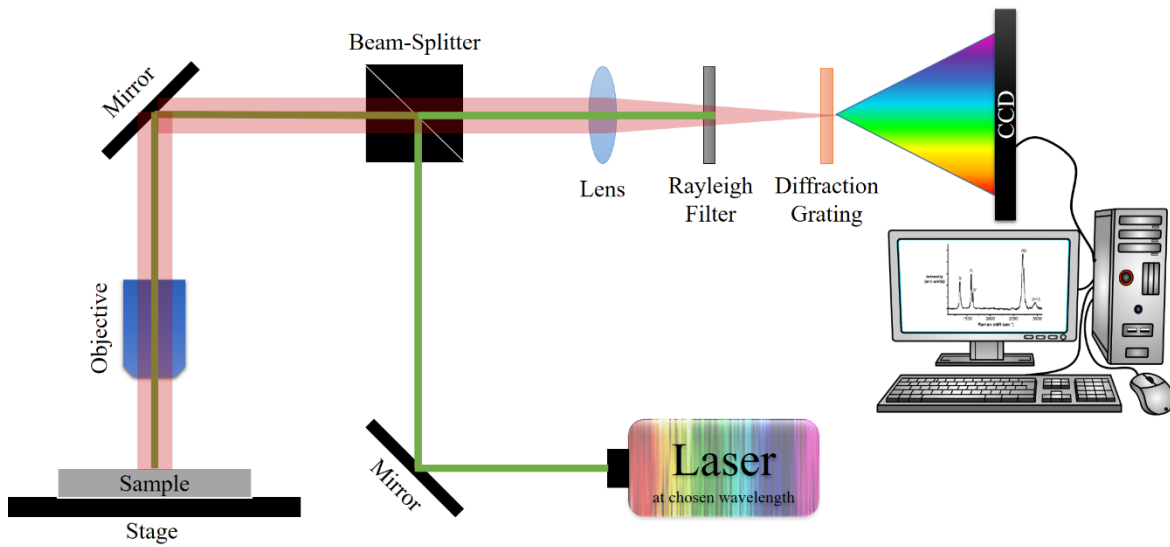 Beam-Splitter
Mirror
CCD
Lens
Rayleigh
Filter
Diffraction
Grating
Objective
Mirror
Laser
at chosen wavelength
Sample
Stage